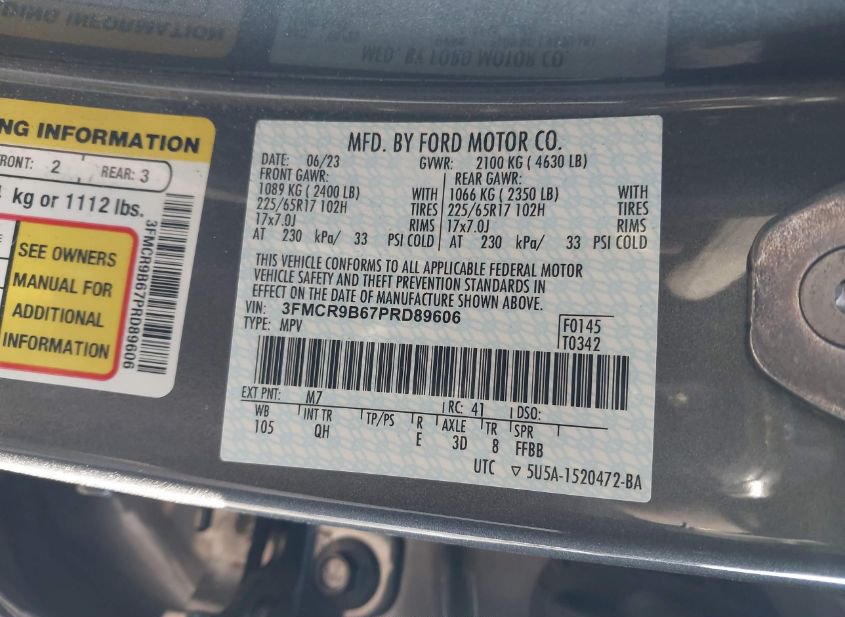 NG INFORMATION
FRONT: 2 REAR: 3
kg or 1112 lbs.
SEE OWNERS
MANUAL FOR
ADDITIONAL
INFORMATION
3FMCR9B67PRD89606
MFD. BY FORD MOTOR CO.
DATE: 06/23 GVWR: 2100 KG ( 4630 LB)
FRONT GAWR: REAR GAWR:
1089 KG ( 2400 LB) WITH 1066 KG ( 2350 LB) WITH
225/65R17 102H TIRES 225/65R17 102H TIRES
17x7.0J RIMS 17x7.0J RIMS
AT 230 kPa/ 33 PSI COLD AT 230 kPa/ 33 PSI COLD
THIS VEHICLE CONFORMS TO ALL APPLICABLE FEDERAL MOTOR
VEHICLE SAFETY AND THEFT PREVENTION STANDARDS IN
EFFECT ON THE DATE OF MANUFACTURE SHOWN ABOVE.
VIN: 3FMCR9B67PRD89606
TYPE: MPV
F0145
T0342
EXT PNT: M7 RC: 41 DSO:
WB INT TR TP/PS R AXLE TR SPR
105 QH E 3D 8 FFBB
UTC ▽ 5U5A-1520472-BA